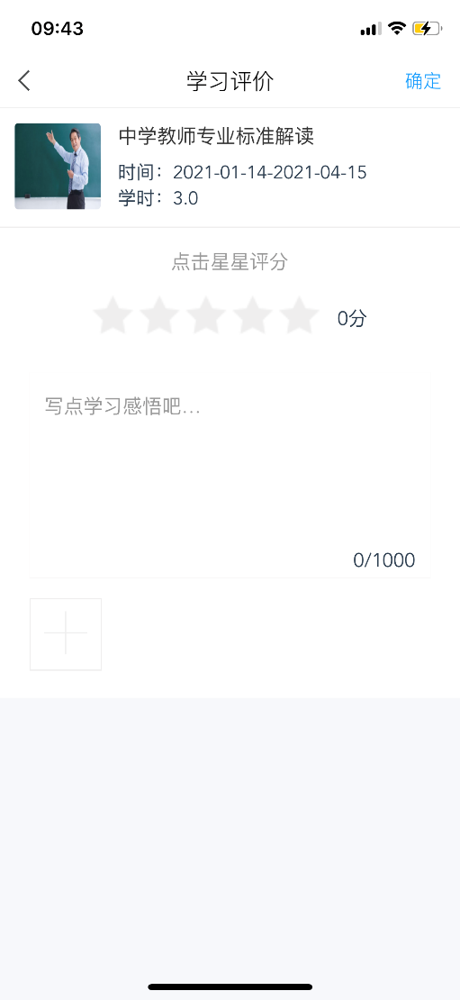 09:43
学习评价
确定
中学教师专业标准解读
时间：2021-01-14-2021-04-15
学时：3.0
点击星星评分
0分
写点学习感悟吧...
0/1000